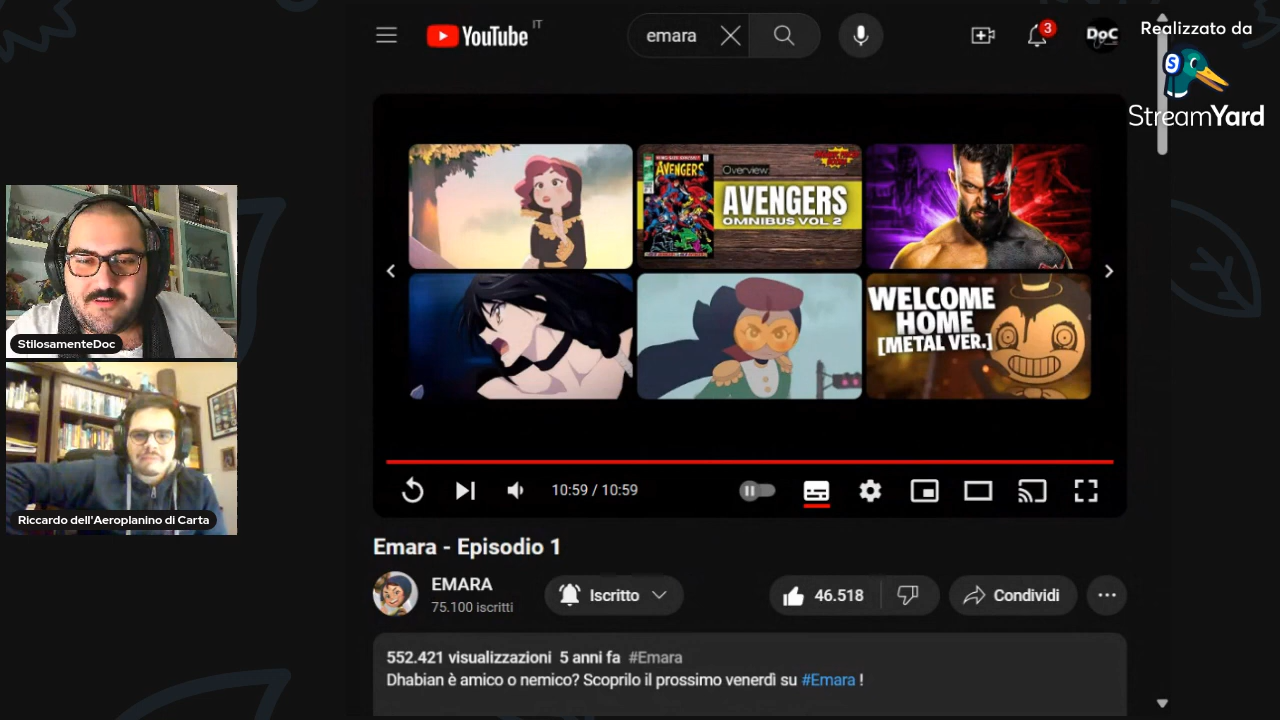 YouTube IT
emara
3
DoC
Realizzato da
S
StreamYard
AVENGERS
Overview
AVENGERS
OMNIBUS VOL 2
WELCOME
HOME
[METAL VER.]
StilosamenteDoc
Riccardo dell'Aeroplanino di Carta
10:59 / 10:59
Emara - Episodio 1
EMARA
75.100 iscritti
Iscritto
46.518
Condividi
552.421 visualizzazioni 5 anni fa #Emara
Dhabian è amico o nemico? Scoprilo il prossimo venerdì su #Emara !